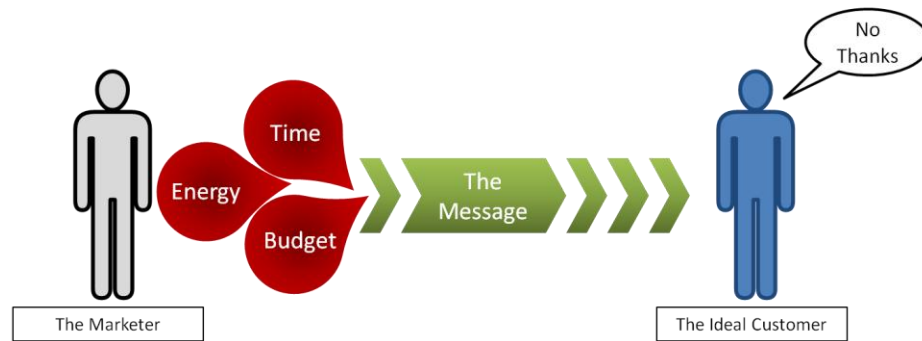 No
Thanks
Time
Energy
The
Message
Budget
The Marketer
The Ideal Customer